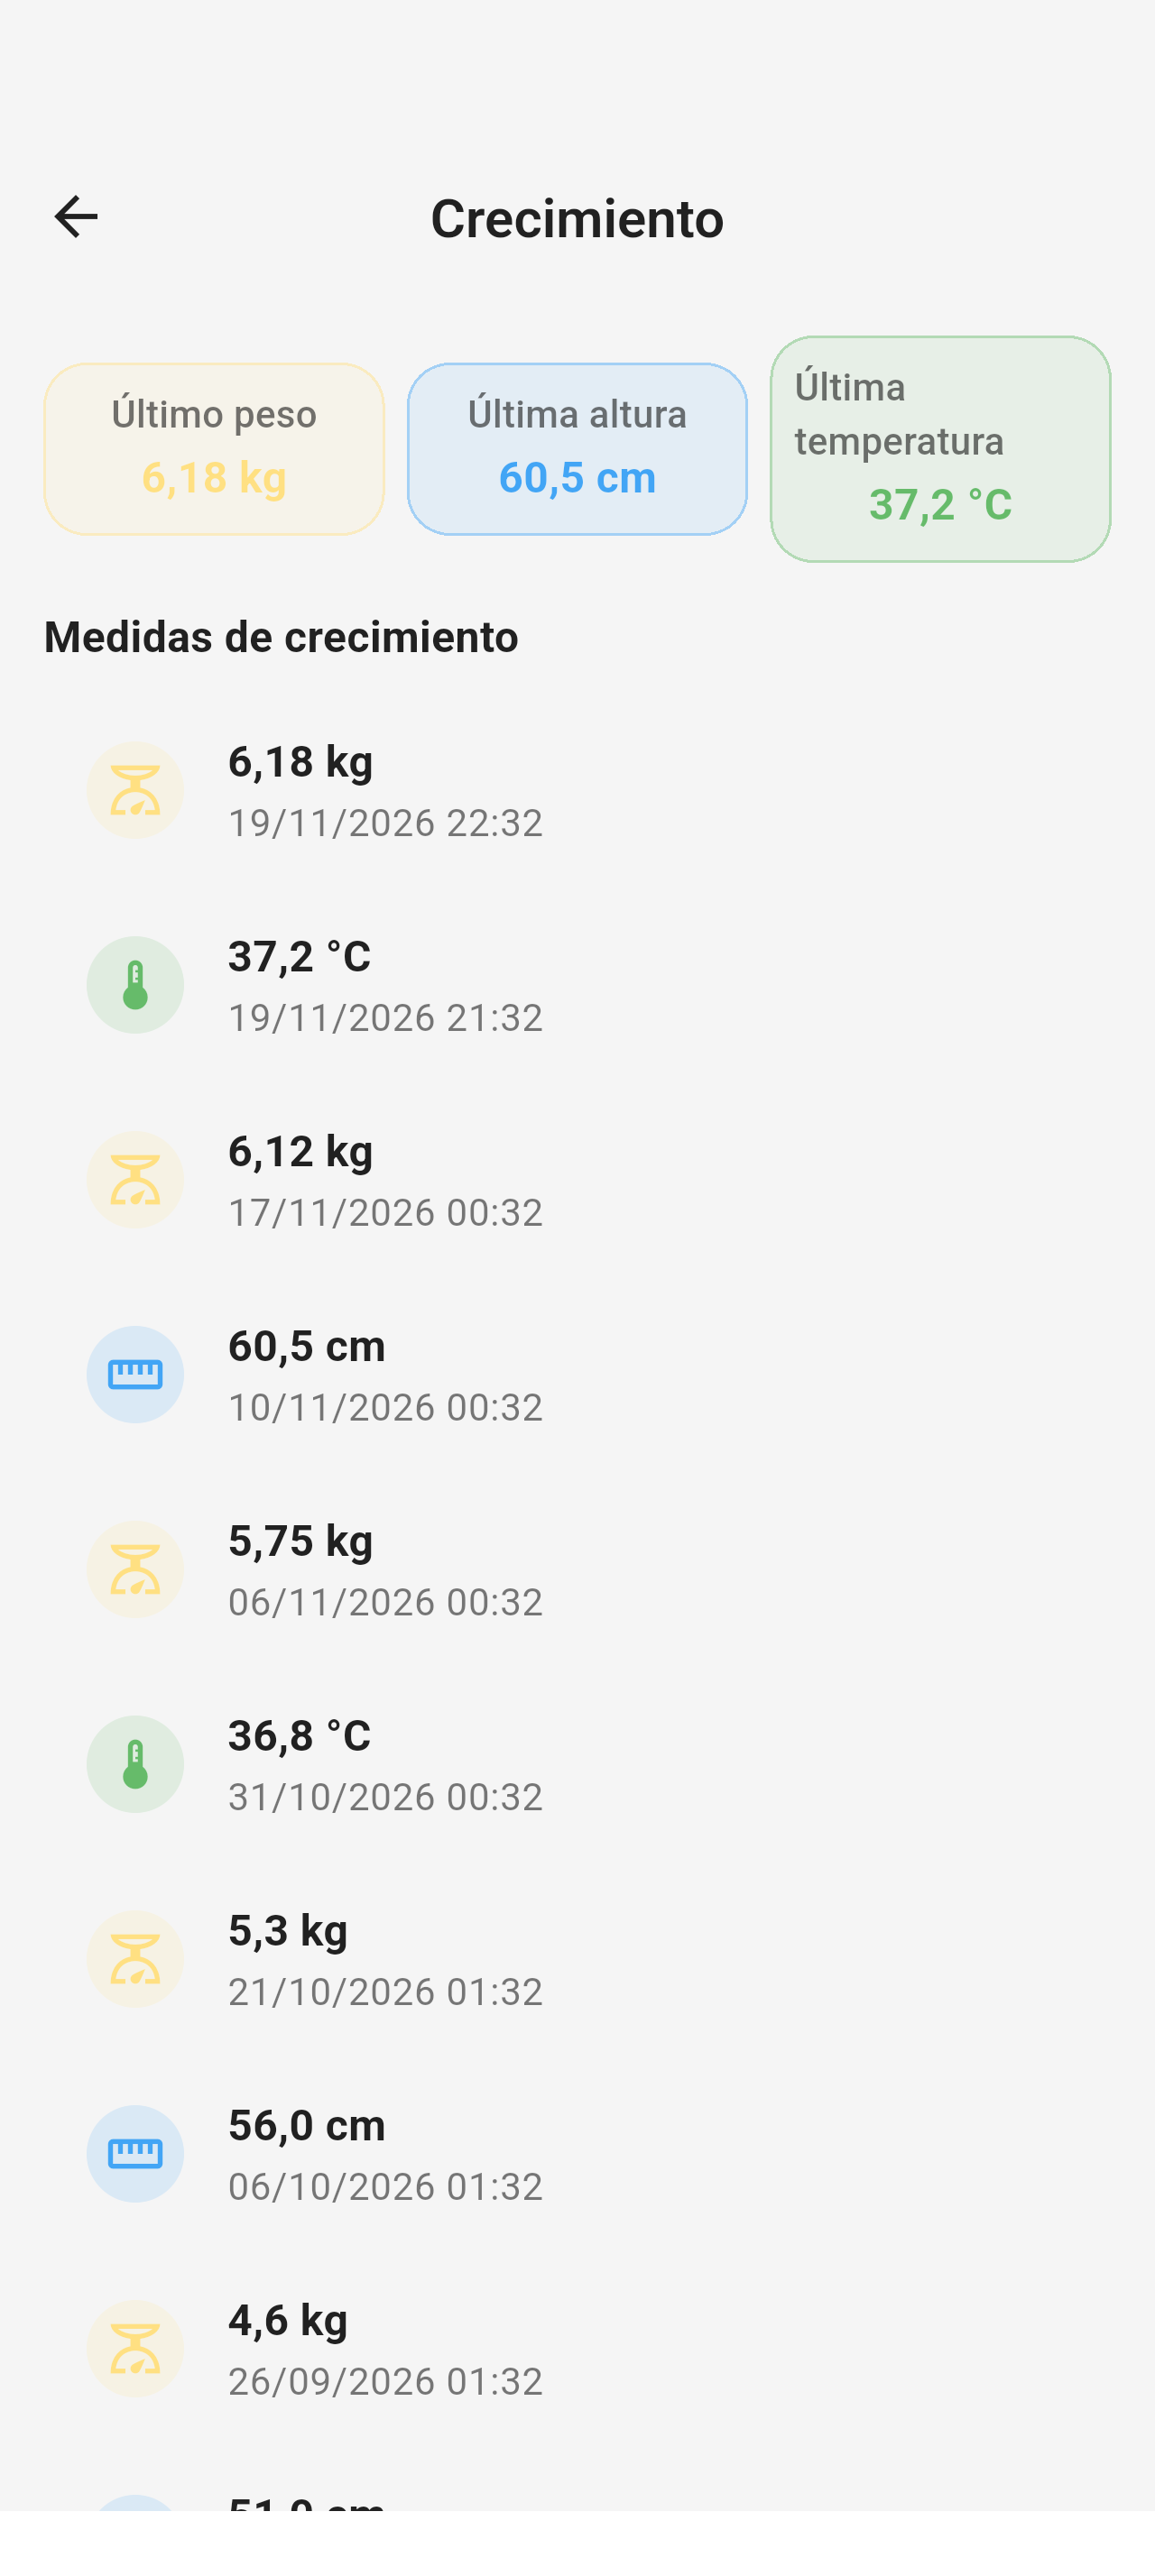 Crecimiento
Último peso
6,18 kg
Última altura
60,5 cm
Última
temperatura
37,2 °C
Medidas de crecimiento
6,18 kg
19/11/2026 22:32
37,2 °C
19/11/2026 21:32
6,12 kg
17/11/2026 00:32
60,5 cm
10/11/2026 00:32
5,75 kg
06/11/2026 00:32
36,8 °C
31/10/2026 00:32
5,3 kg
21/10/2026 01:32
56,0 cm
06/10/2026 01:32
4,6 kg
26/09/2026 01:32